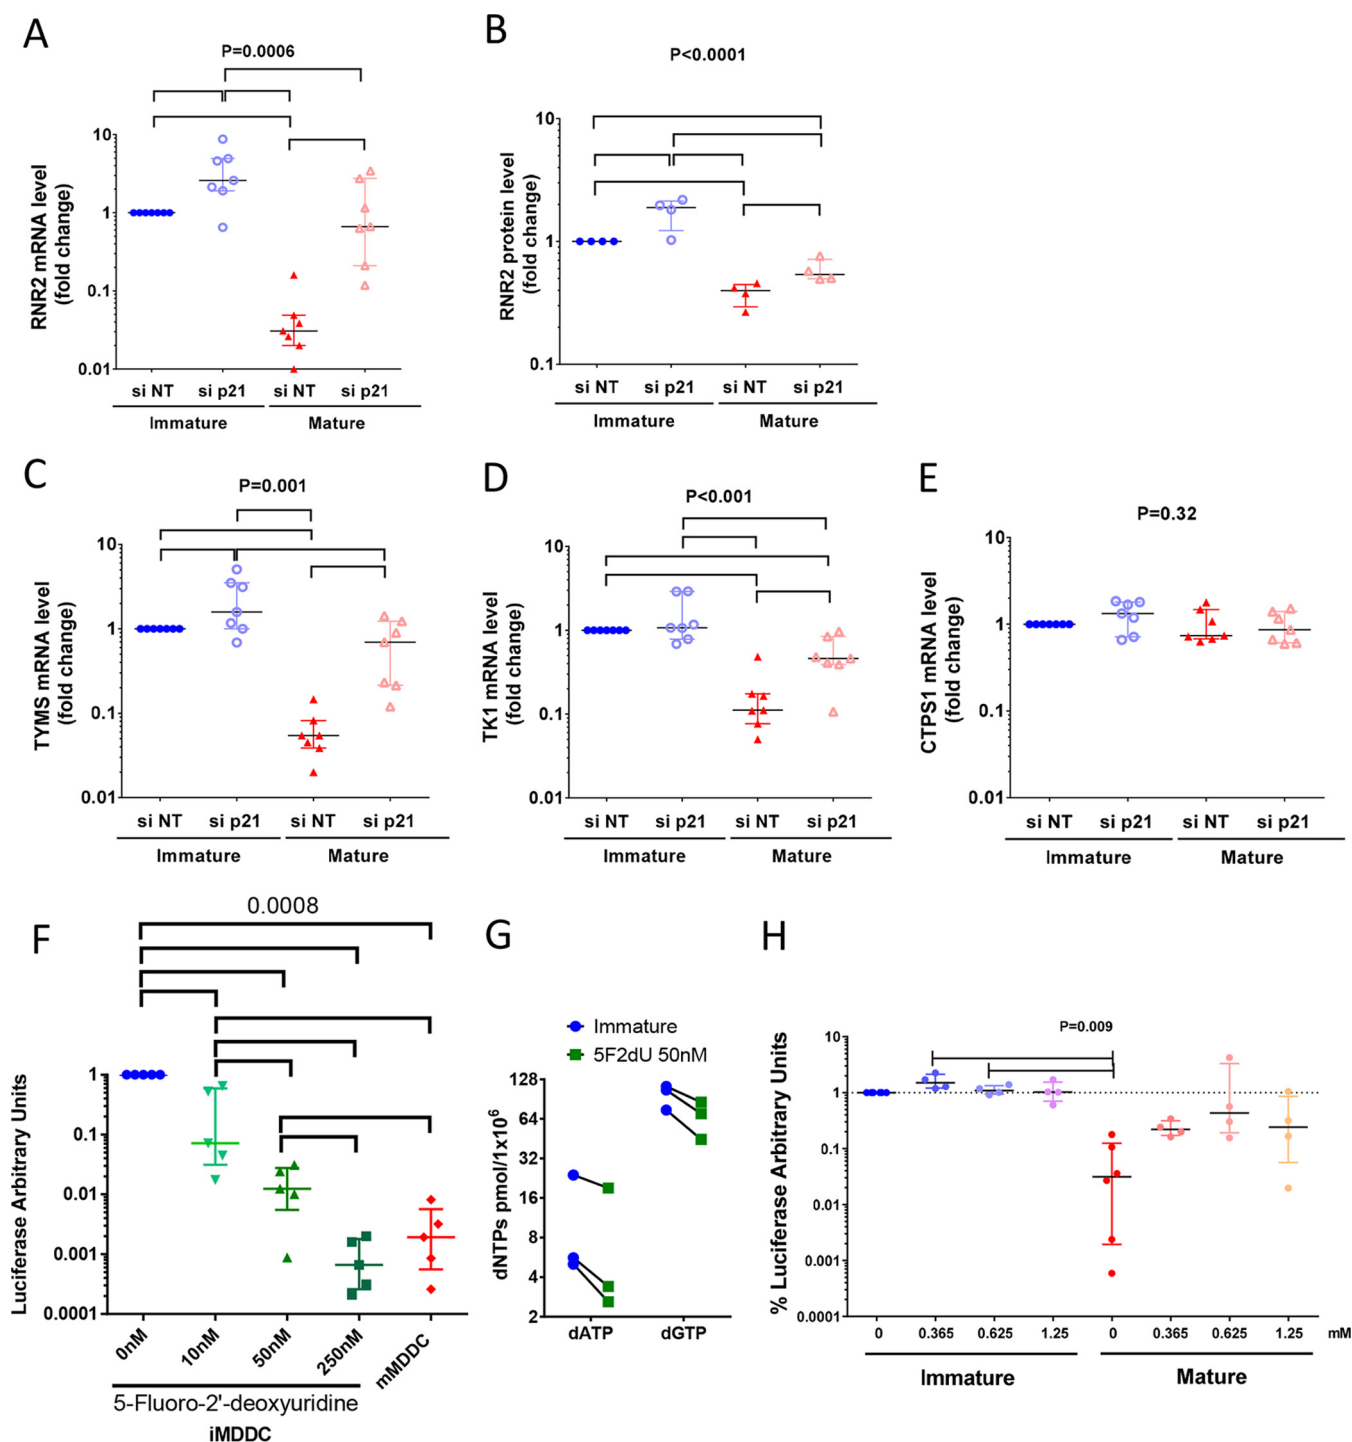 A
P=0.0006
RNR2 mRNA level
(fold change)
10
1
0.1
0.01
si NT si p21 si NT si p21
Immature Mature
B
P<0.0001
RNR2 protein level
(fold change)
10
1
0.1
si NT si p21 si NT si p21
Immature Mature
C
P=0.001
TYMS mRNA level
(fold change)
10
1
0.1
0.01
si NT si p21 si NT si p21
Immature Mature
D
P<0.001
TK1 mRNA level
(fold change)
10
1
0.1
0.01
si NT si p21 si NT si p21
Immature Mature
E
P=0.32
CTPS1 mRNA level
(fold change)
10
1
0.1
0.01
si NT si p21 si NT si p21
Immature Mature
F
0.0008
Luciferase Arbitrary Units
1
0.1
0.01
0.001
0.0001
0nM 10nM 50nM 250nM mMDDC
5-Fluoro-2'-deoxyuridine
iMDDC
G
Immature
5F2dU 50nM
dNTPs pmol/1x10⁶
128
64
32
16
8
4
2
dATP dGTP
H
P=0.009
% Luciferase Arbitrary Units
10
1
0.1
0.01
0.001
0.0001
0 0.365 0.625 1.25 0 0.365 0.625 1.25 mM
Immature Mature